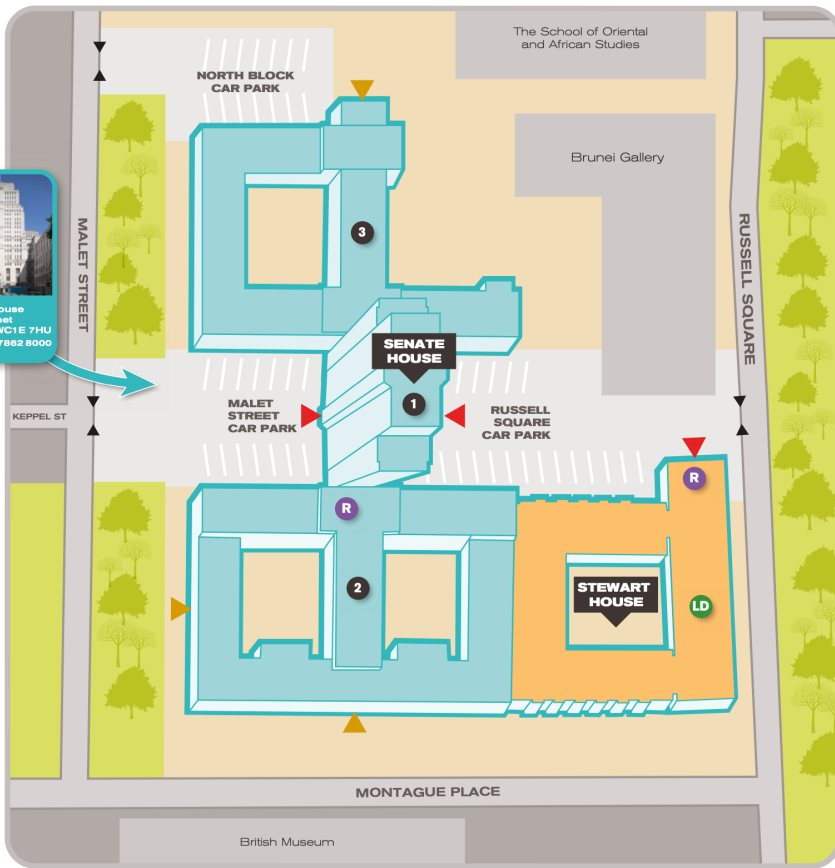 The School of Oriental
and African Studies
NORTH BLOCK
CAR PARK
Brunei Gallery
MALET STREET
RUSSELL SQUARE
3
WC1E 7HU
7862 8000
SENATE
HOUSE
1
KEPPEL ST
MALET
STREET
CAR PARK
RUSSELL
SQUARE
CAR PARK
R
R
2
STEWART
HOUSE
LD
MONTAGUE PLACE
British Museum